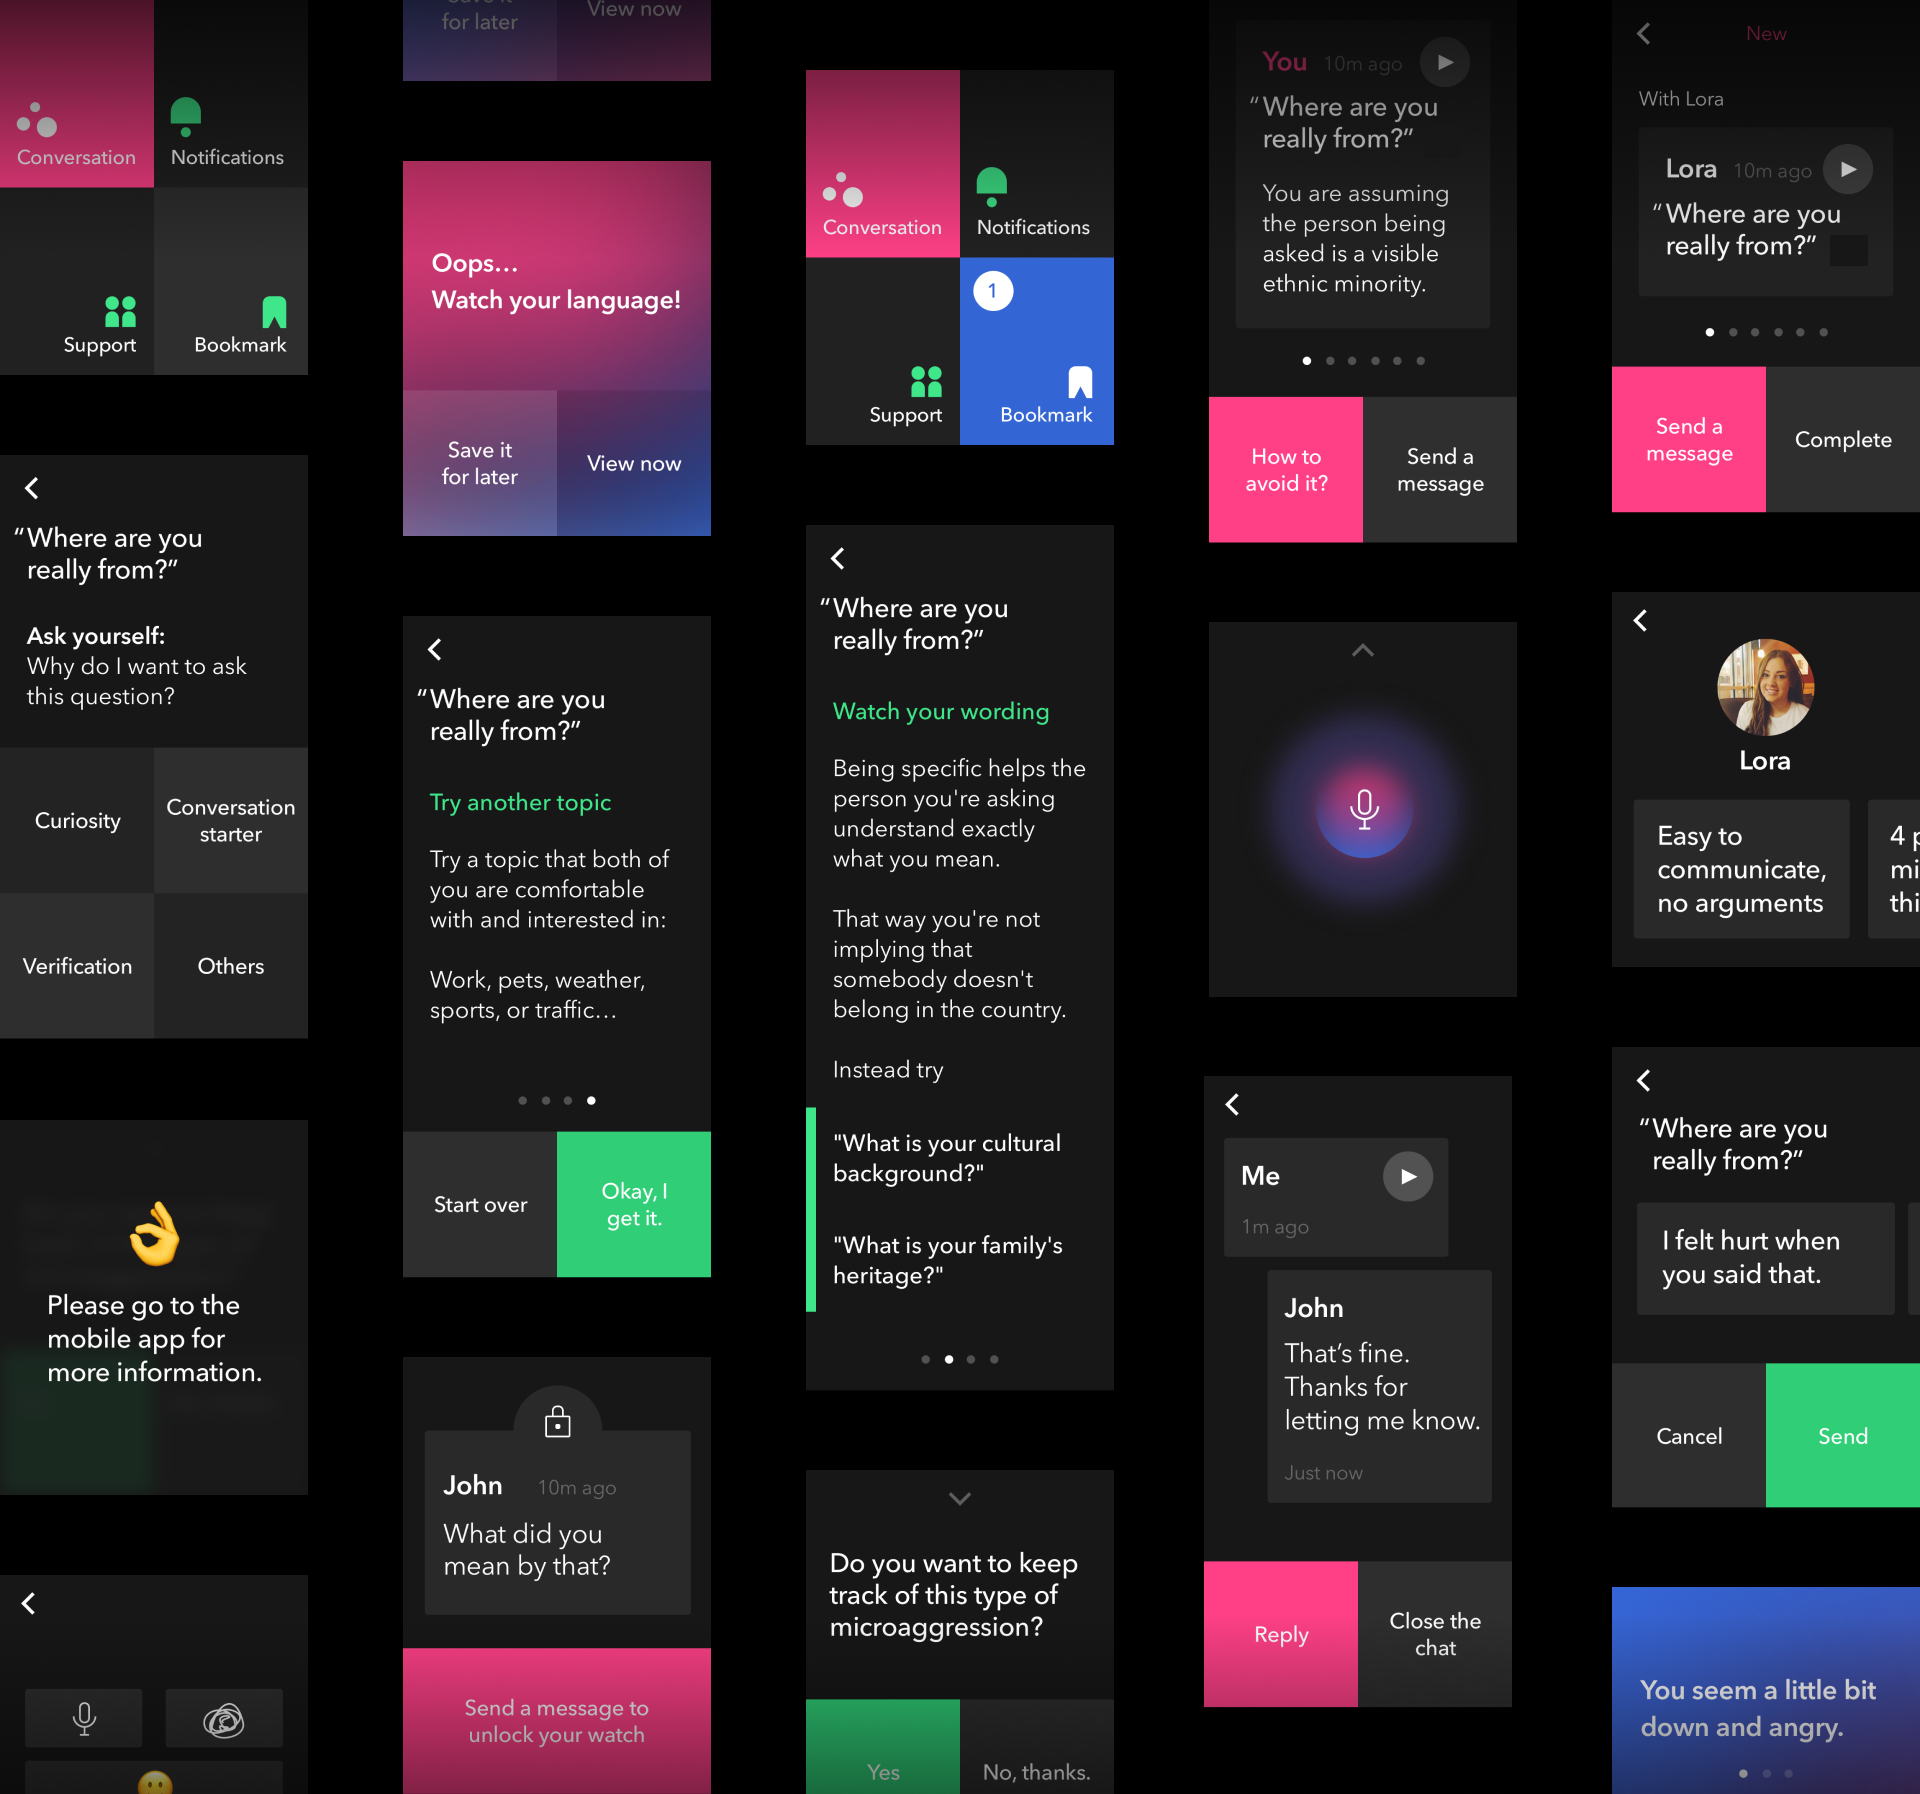 Conversation
Notifications
Support
Bookmark
“Where are you
really from?”
Ask yourself:
Why do I want to ask
this question?
Curiosity
Conversation
starter
Verification
Others
Please go to the
mobile app for
more information.
Save it
for later
View now
Oops...
Watch your language!
Save it
for later
View now
“Where are you
really from?”
Try another topic
Try a topic that both of
you are comfortable
with and interested in:
Work, pets, weather,
sports, or traffic...
Start over
Okay, I
get it.
John 10m ago
What did you
mean by that?
Send a message to
unlock your watch
Conversation
Notifications
1
Support
Bookmark
“Where are you
really from?”
Watch your wording
Being specific helps the
person you're asking
understand exactly
what you mean.
That way you're not
implying that
somebody doesn't
belong in the country.
Instead try
"What is your cultural
background?"
"What is your family's
heritage?"
Do you want to keep
track of this type of
microaggression?
Yes
No, thanks.
You 10m ago
“Where are you
really from?”
You are assuming
the person being
asked is a visible
ethnic minority.
How to
avoid it?
Send a
message
Me
1m ago
John
That’s fine.
Thanks for
letting me know.
Just now
Reply
Close the
chat
New
With Lora
Lora 10m ago
“Where are you
really from?”
Send a
message
Complete
Lora
Easy to
communicate,
no arguments
4 p
mi
thi
“Where are you
really from?”
I felt hurt when
you said that.
Cancel
Send
You seem a little bit
down and angry.